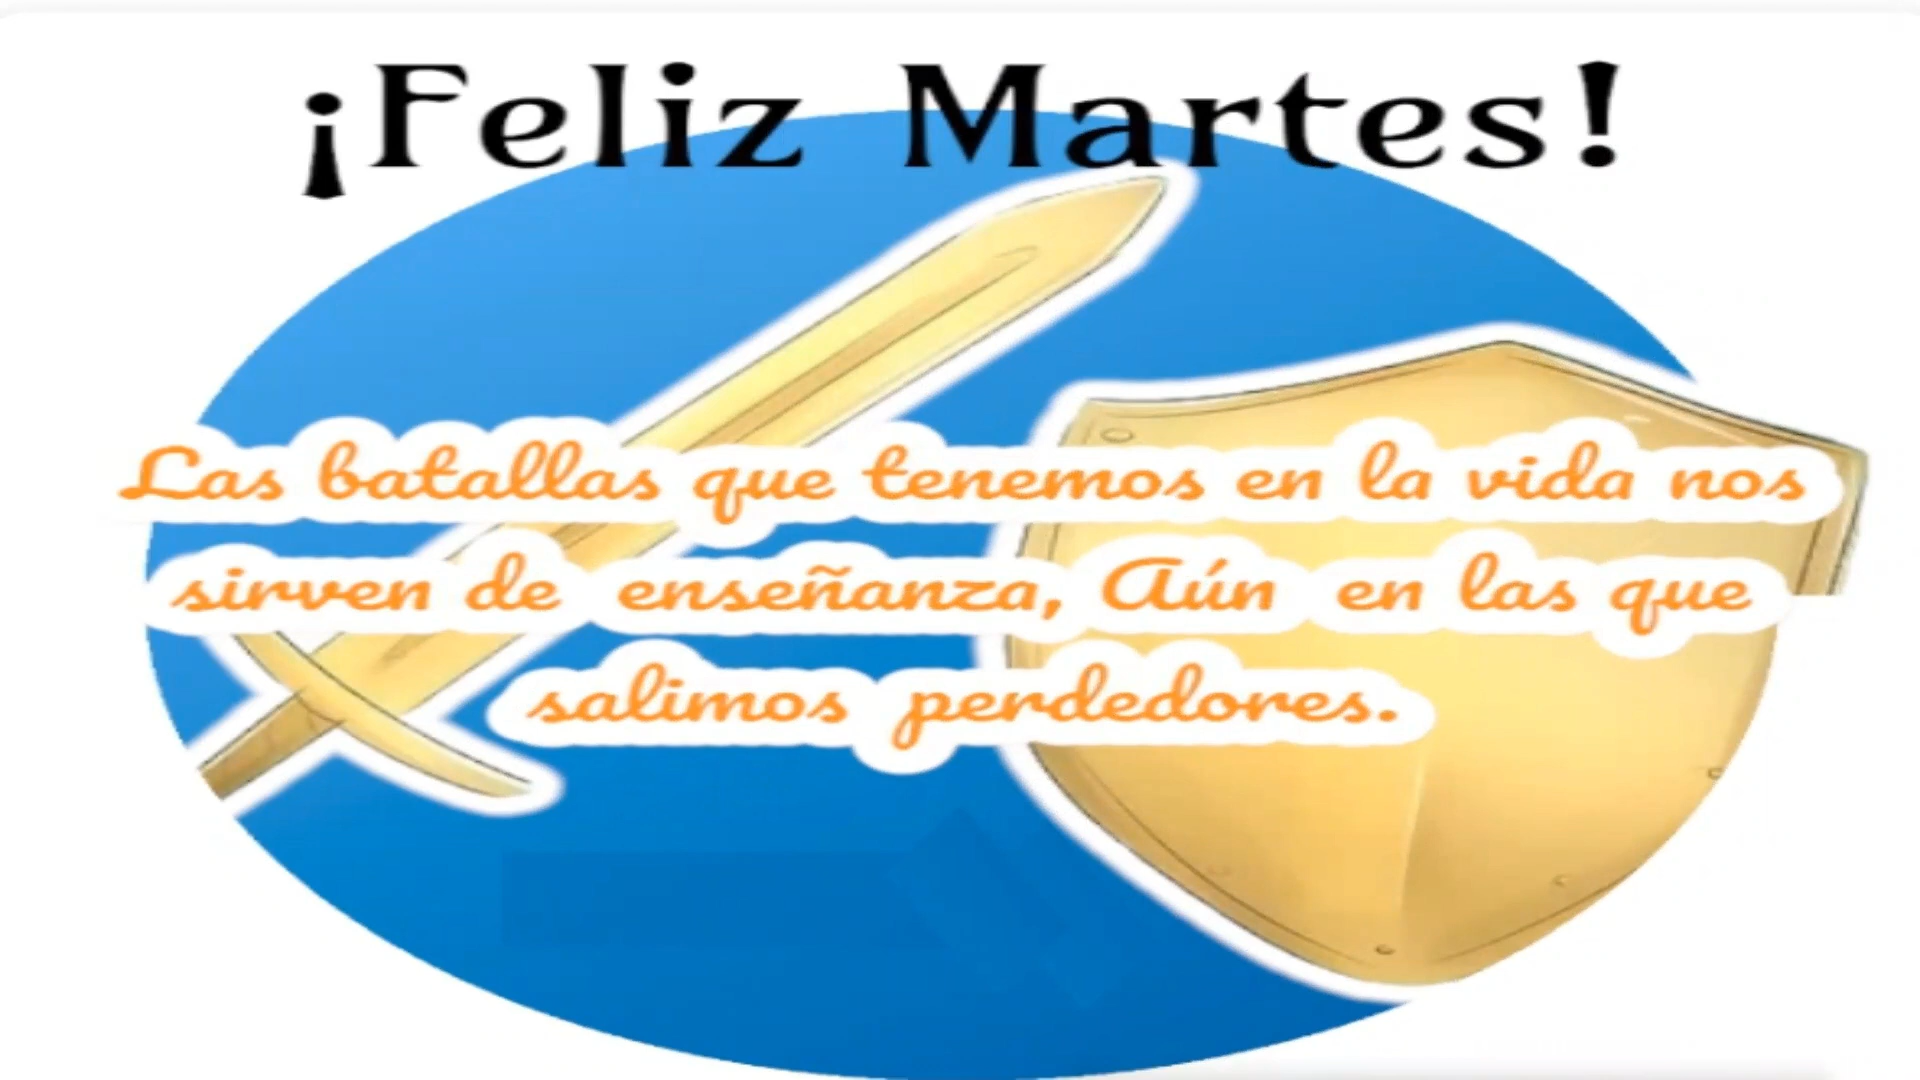 ¡Feliz Martes!
Las batallas que tenemos en la vida nos
sirven de enseñanza, Aún en las que
salimos perdedores.